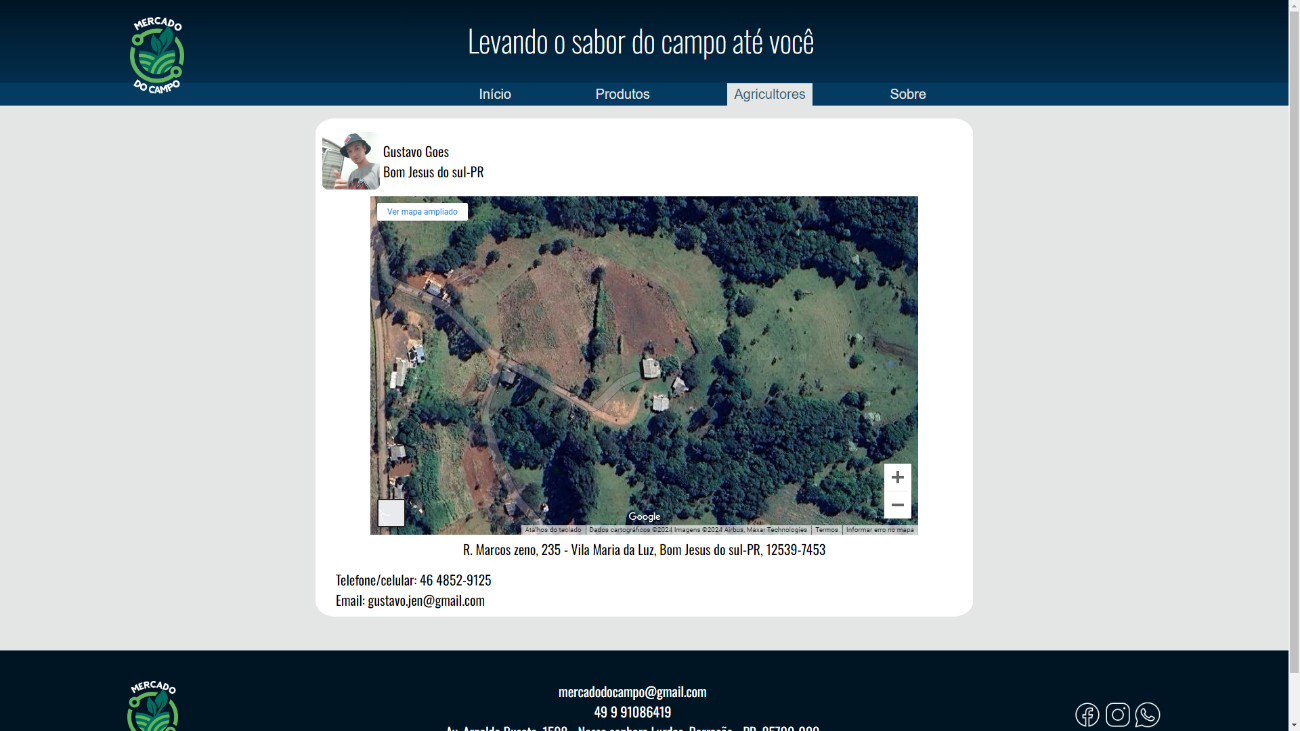 MERCADO
DO CAMPO
Levando o sabor do campo até você
Início
Produtos
Agricultores
Sobre
Gustavo Goes
Bom Jesus do sul-PR
Ver mapa ampliado
Google
Atalhos do teclado
Dados cartográficos ©2024 Imagens ©2024 Airbus, Maxar Technologies
Termos
Informar erro no mapa
R. Marcos zeno, 235 - Vila Maria da Luz, Bom Jesus do sul-PR, 12539-7453
Telefone/celular: 46 4852-9125
Email: gustavo.jen@gmail.com
MERCADO
mercadodocampo@gmail.com
49 9 91086419